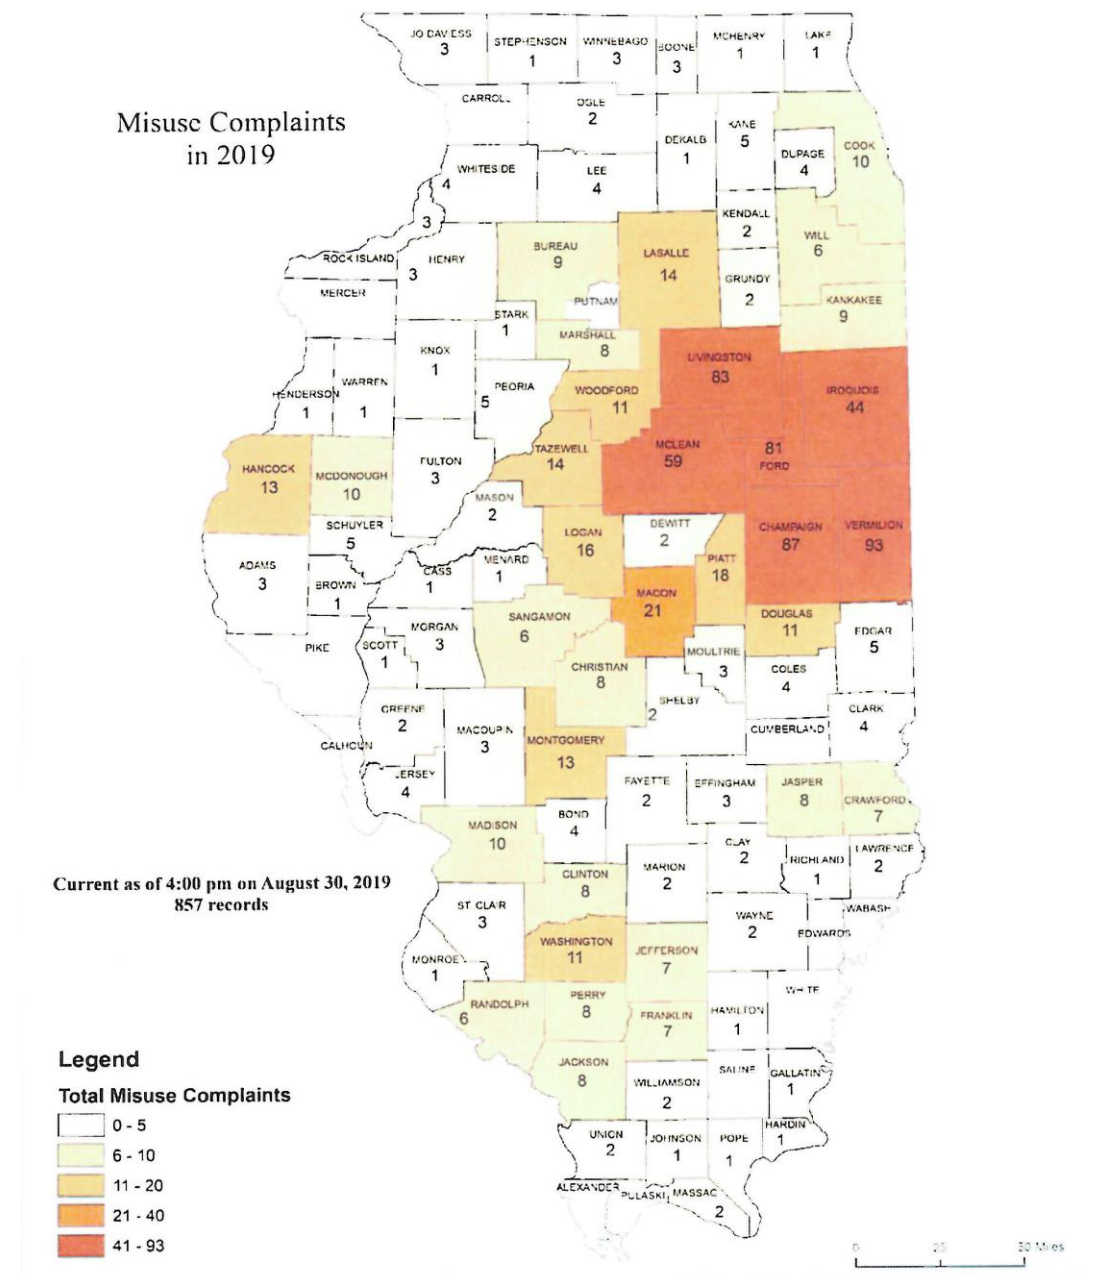 Misuse Complaints
in 2019
JO DAVIESS
3
STEPHENSON
1
WINNEBAGO
3
BOONE
3
MCHENRY
1
LAKE
1
CARROLL
OGLE
2
DEKALB
1
KANE
5
DUPAGE
4
COOK
10
WHITESIDE
4
LEE
4
KENDALL
2
3
ROCK ISLAND
HENRY
3
BUREAU
9
LASALLE
14
GRUNDY
2
WILL
6
MERCER
PUTNAM
KANKAKEE
9
STARK
1
MARSHALL
8
KNOX
1
HENDERSON
1
WARREN
1
PEORIA
5
WOODFORD
11
LIVINGSTON
83
IROQUOIS
44
HANCOCK
13
MCDONOUGH
10
FULTON
3
TAZEWELL
14
MCLEAN
59
81
FORD
MASON
2
SCHUYLER
5
LOGAN
16
DEWITT
2
PIATT
18
CHAMPAIGN
87
VERMILION
93
ADAMS
3
BROWN
1
CASS
1
MENARD
1
MACON
21
DOUGLAS
11
PIKE
SCOTT
1
MORGAN
3
SANGAMON
6
CHRISTIAN
8
MOULTRIE
3
COLES
4
EDGAR
5
GREENE
2
SHELBY
2
CLARK
4
CALHOUN
MACOUPIN
3
MONTGOMERY
13
CUMBERLAND
JERSEY
4
FAYETTE
2
EFFINGHAM
3
JASPER
8
CRAWFORD
7
MADISON
10
BOND
4
CLAY
2
RICHLAND
1
LAWRENCE
2
Current as of 4:00 pm on August 30, 2019
857 records
CLINTON
8
MARION
2
ST CLAIR
3
WAYNE
2
WABASH
EDWARDS
MONROE
1
WASHINGTON
11
JEFFERSON
7
RANDOLPH
6
PERRY
8
FRANKLIN
7
HAMILTON
1
WHITE
JACKSON
8
WILLIAMSON
2
SALINE
GALLATIN
1
UNION
2
JOHNSON
1
POPE
1
HARDIN
1
ALEXANDER
PULASKI
MASSAC
2
Legend
Total Misuse Complaints
0 - 5
6 - 10
11 - 20
21 - 40
41 - 93
0 25 50 Miles